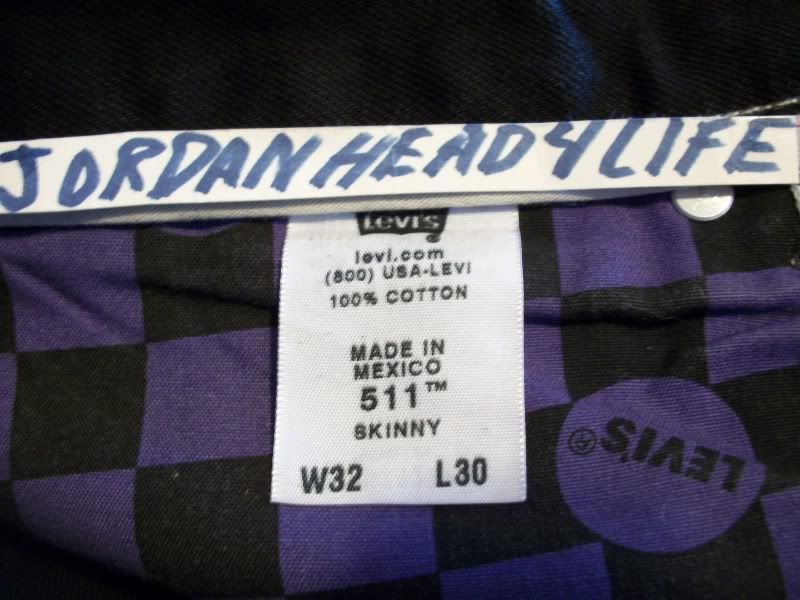 JORDANHEAD4LIFE
LEVI'S
levi.com
(800) USA-LEVI
100% COTTON
MADE IN
MEXICO
511™
SKINNY
W32 L30
LEVI'S®